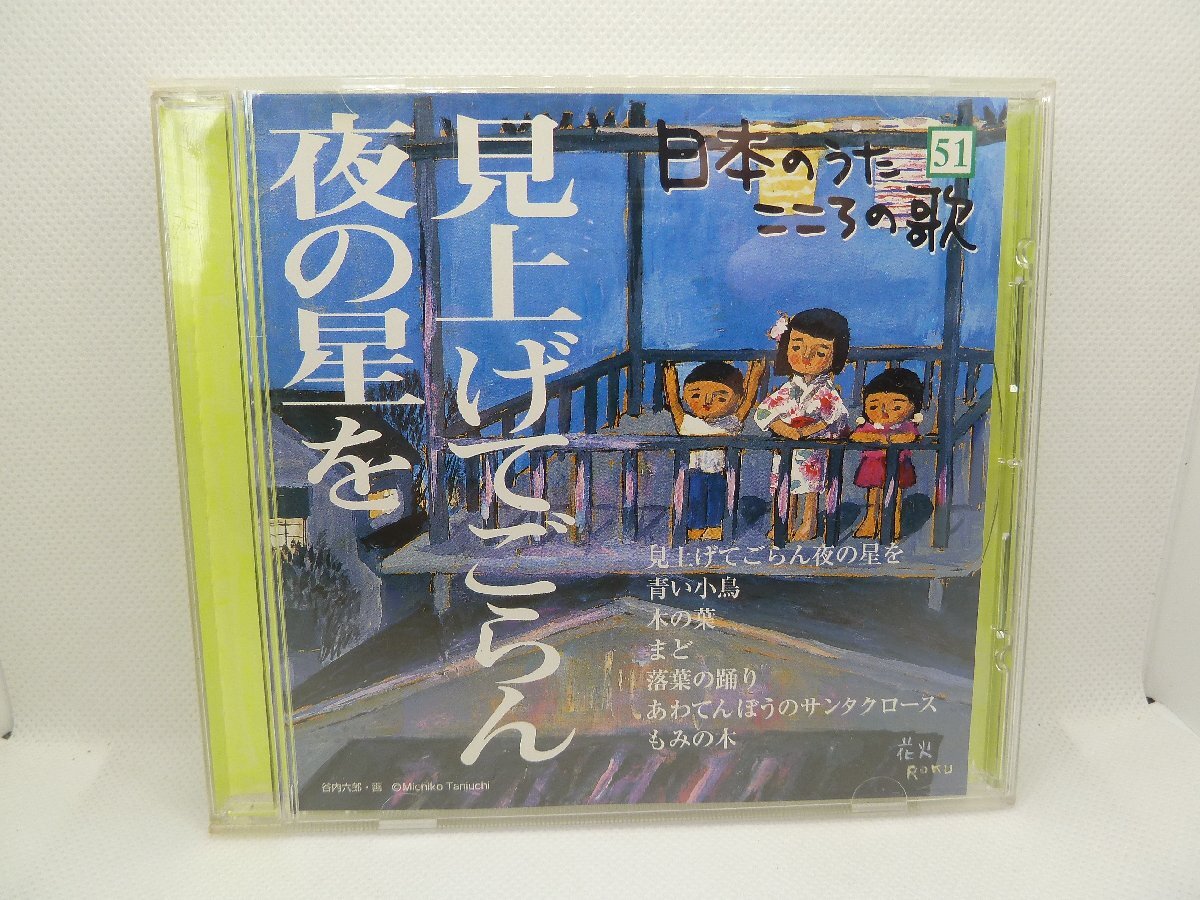 見上げてごらん
夜の星を
日本のうた
こころの歌
51
見上げてごらん夜の星を
青い小鳥
木の葉
まど
落葉の踊り
あわてんぼうのサンタクロース
もみの木
花火
ROKU
谷内六郎・画 ©Michiko Taniuchi